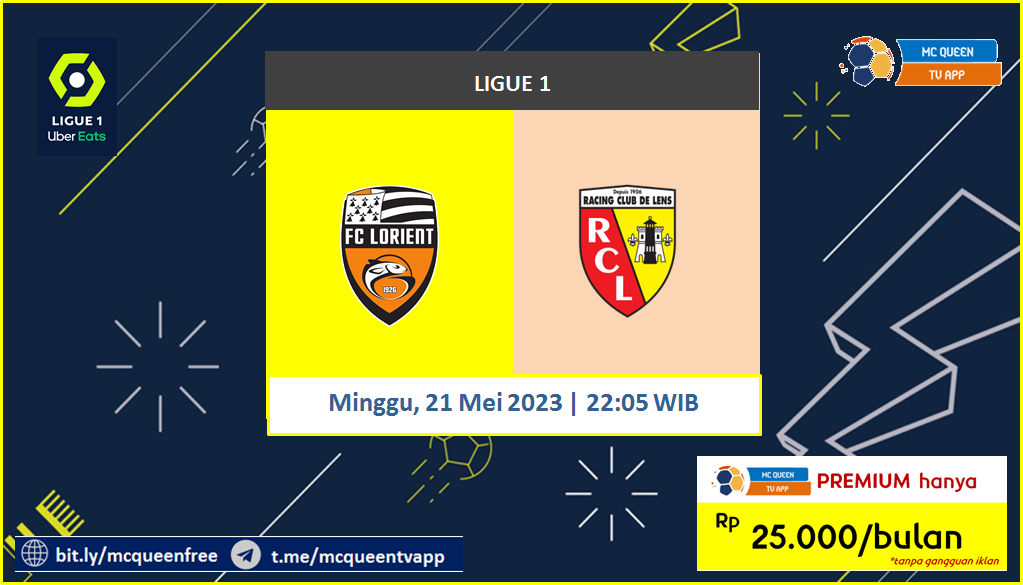 LIGUE 1
Uber Eats
MC QUEEN
TV APP
LIGUE 1
FC LORIENT
1926
Depuis 1906
RACING CLUB DE LENS
R
C
L
Minggu, 21 Mei 2023 | 22:05 WIB
MC QUEEN
TV APP
PREMIUM hanya
Rp 25.000/bulan
*tanpa gangguan iklan
bit.ly/mcqueenfree
t.me/mcqueentvapp